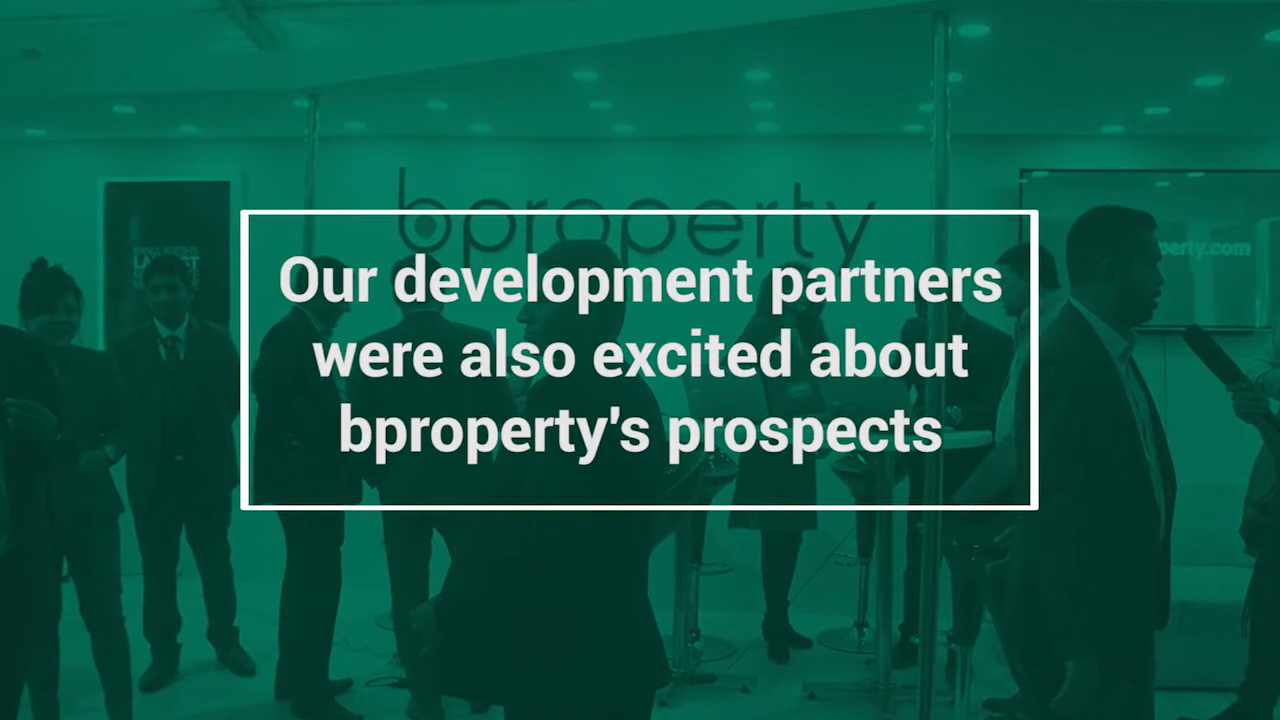 bproperty
perty.com
Our development partners
were also excited about
bproperty's prospects